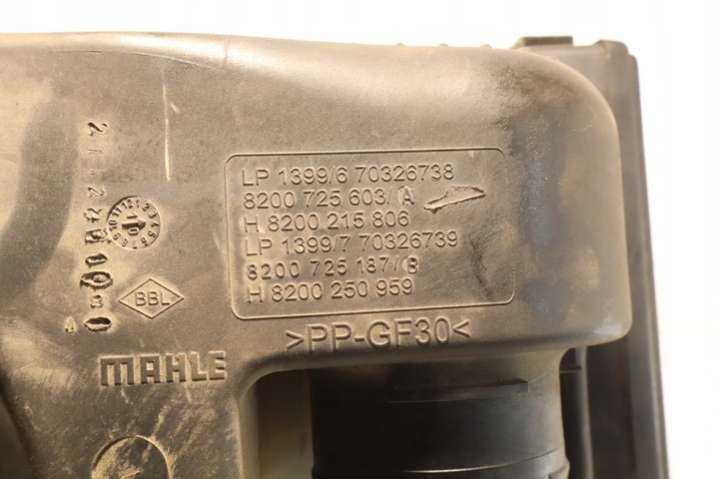 LP 1399/6 70326738
8200 725 603/A
H 8200 215 806
LP 1399/7 70326739
8200 725 187/B
H 8200 250 959
>PP-GF30<
BBL
MAHLE